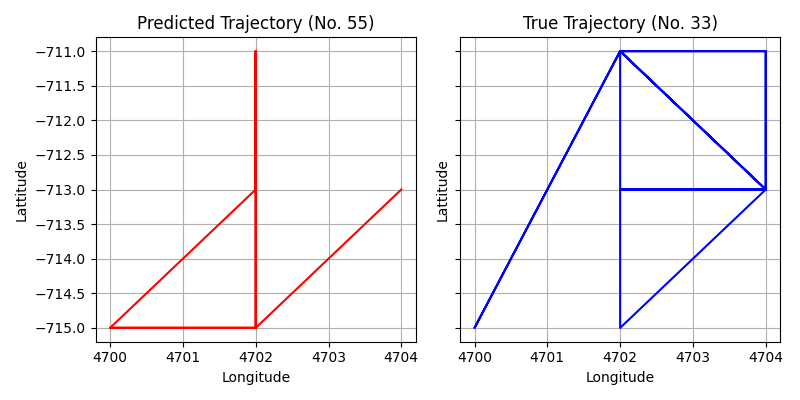 Predicted Trajectory (No. 55)
True Trajectory (No. 33)
−711.0
−711.5
−712.0
−712.5
−713.0
−713.5
−714.0
−714.5
−715.0
Lattitude
Lattitude
4700 4701 4702 4703 4704
4700 4701 4702 4703 4704
Longitude
Longitude